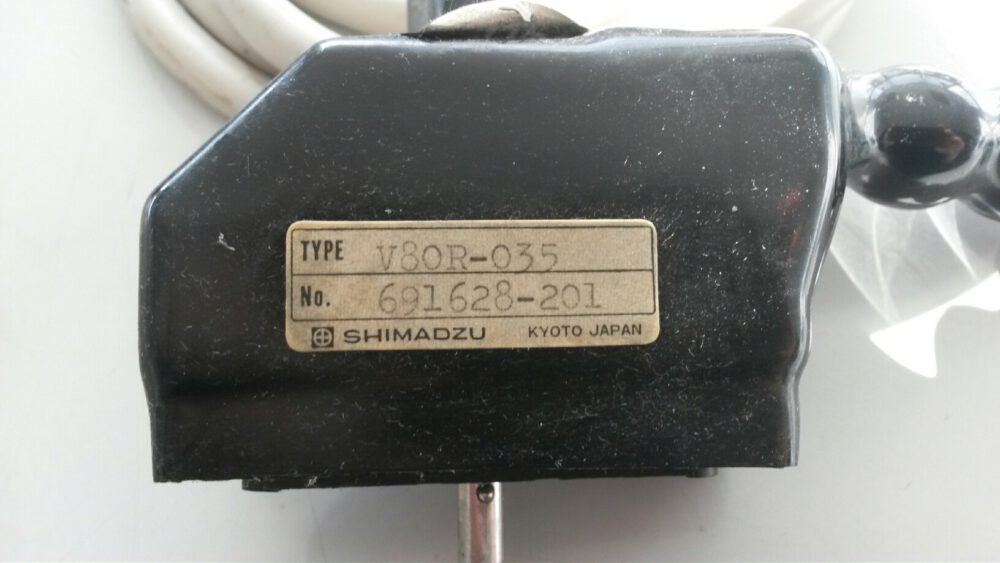 TYPE V80R-035
No. 691628-201
SHIMADZU KYOTO JAPAN